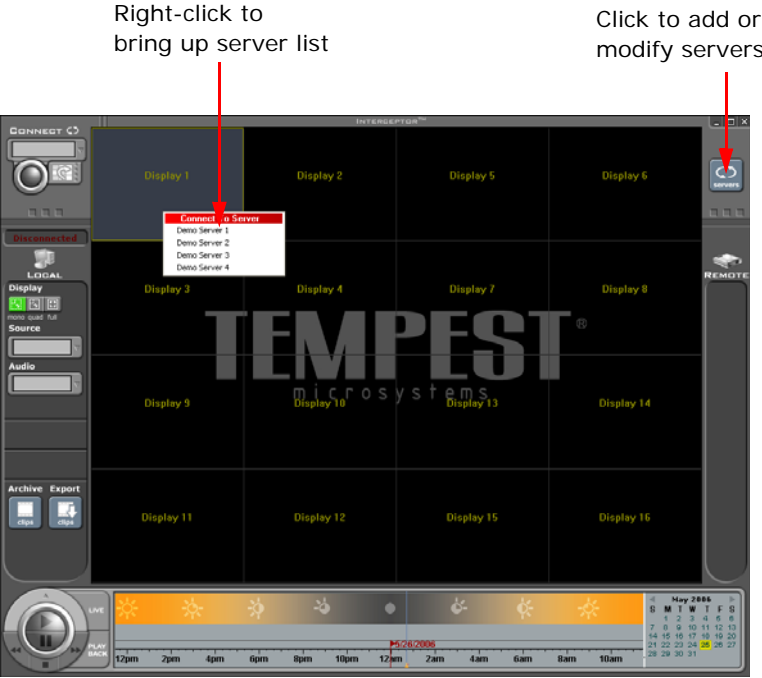 Right-click to
bring up server list
Click to add or
modify servers
INTERCEPTOR™
CONNECT
servers
Disconnected
LOCAL
Display
mono quad full
Source
Audio
Archive Export
clips clips
REMOTE
Display 1
Display 2
Display 5
Display 6
Connect To Server
Demo Server 1
Demo Server 2
Demo Server 3
Demo Server 4
Display 3
Display 4
Display 7
Display 8
TEMPEST®
microsystems
Display 9
Display 10
Display 13
Display 14
Display 11
Display 12
Display 15
Display 16
LIVE
PLAY
BACK
5/26/2006
12pm 2pm 4pm 6pm 8pm 10pm 12am 2am 4am 6am 8am 10am
May 2006
S M T W T F S
1 2 3 4 5 6
7 8 9 10 11 12 13
14 15 16 17 18 19 20
21 22 23 24 25 26 27
28 29 30 31